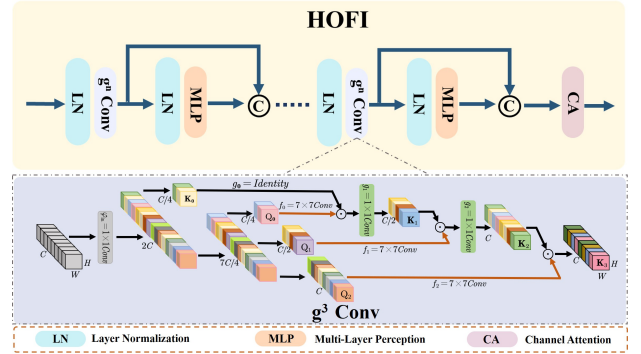 HOFI
LN
gⁿ Conv
LN
MLP
C
LN
gⁿ Conv
LN
MLP
C
CA
C/4
K₀
g₀ = Identity
C/4
Q₀
f₀ = 7 × 7Conv
g₁ = 1 × 1Conv
C/2
K₁
g₂ = 1 × 1Conv
C
K₂
C
W
H
= 1 × 1Conv
2C
7C/4
C/2
Q₁
f₁ = 7 × 7Conv
C
Q₂
f₂ = 7 × 7Conv
C
K₃
H
W
g³ Conv
LN Layer Normalization
MLP Multi-Layer Perception
CA Channel Attention